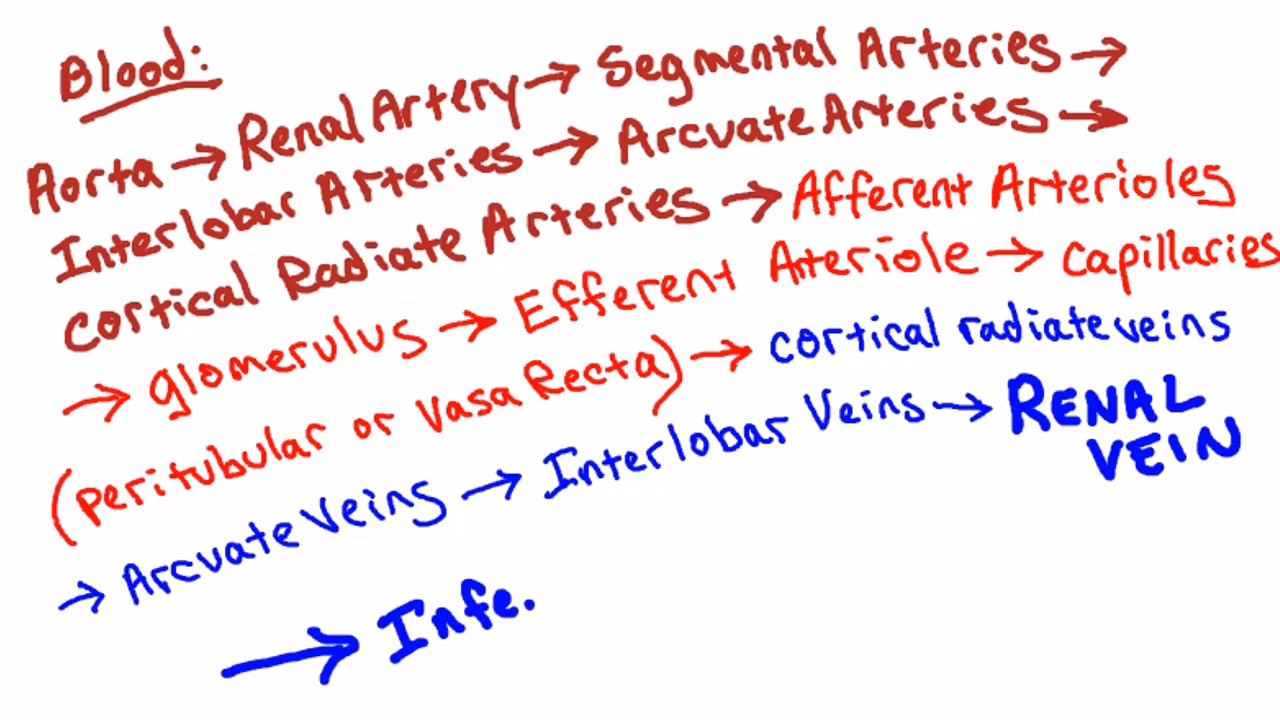 Blood:
Aorta → Renal Artery → Segmental Arteries →
Interlobar Arteries → Arcuate Arteries →
cortical Radiate Arteries → Afferent Arterioles
→ glomerulus → Efferent Arteriole → capillaries
(peritubular or vasa Recta) → cortical radiate veins
→ Arcuate Veins → Interlobar Veins → RENAL
VEIN
→ Infe.